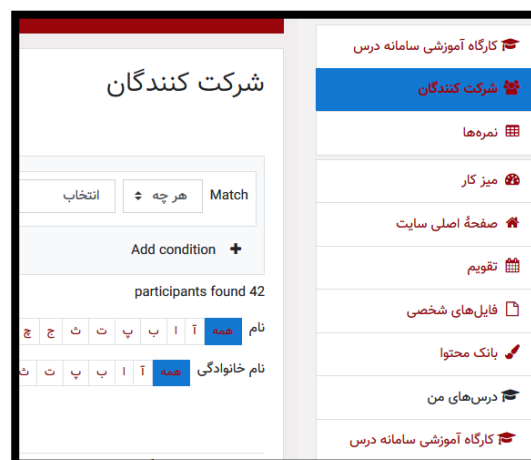 کارگاه آموزشی سامانه درس
شرکت کنندگان
نمره‌ها
میز کار
صفحهٔ اصلی سایت
تقویم
فایل‌های شخصی
بانک محتوا
درس‌های من
کارگاه آموزشی سامانه درس
شرکت کنندگان
Match هر چه انتخاب
Add condition
participants found 42
نام همه آ ا ب پ ت ث ج چ
نام خانوادگی همه آ ا ب پ ت ث